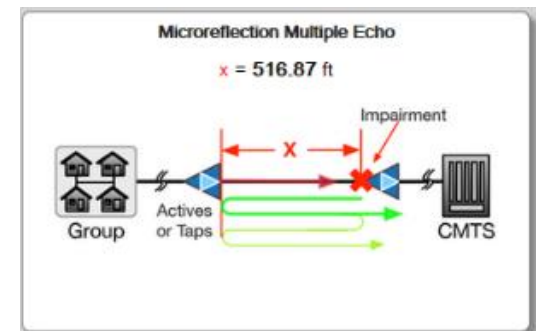 Microreflection Multiple Echo
x = 516.87 ft
Impairment
X
Actives
or Taps
Group
CMTS